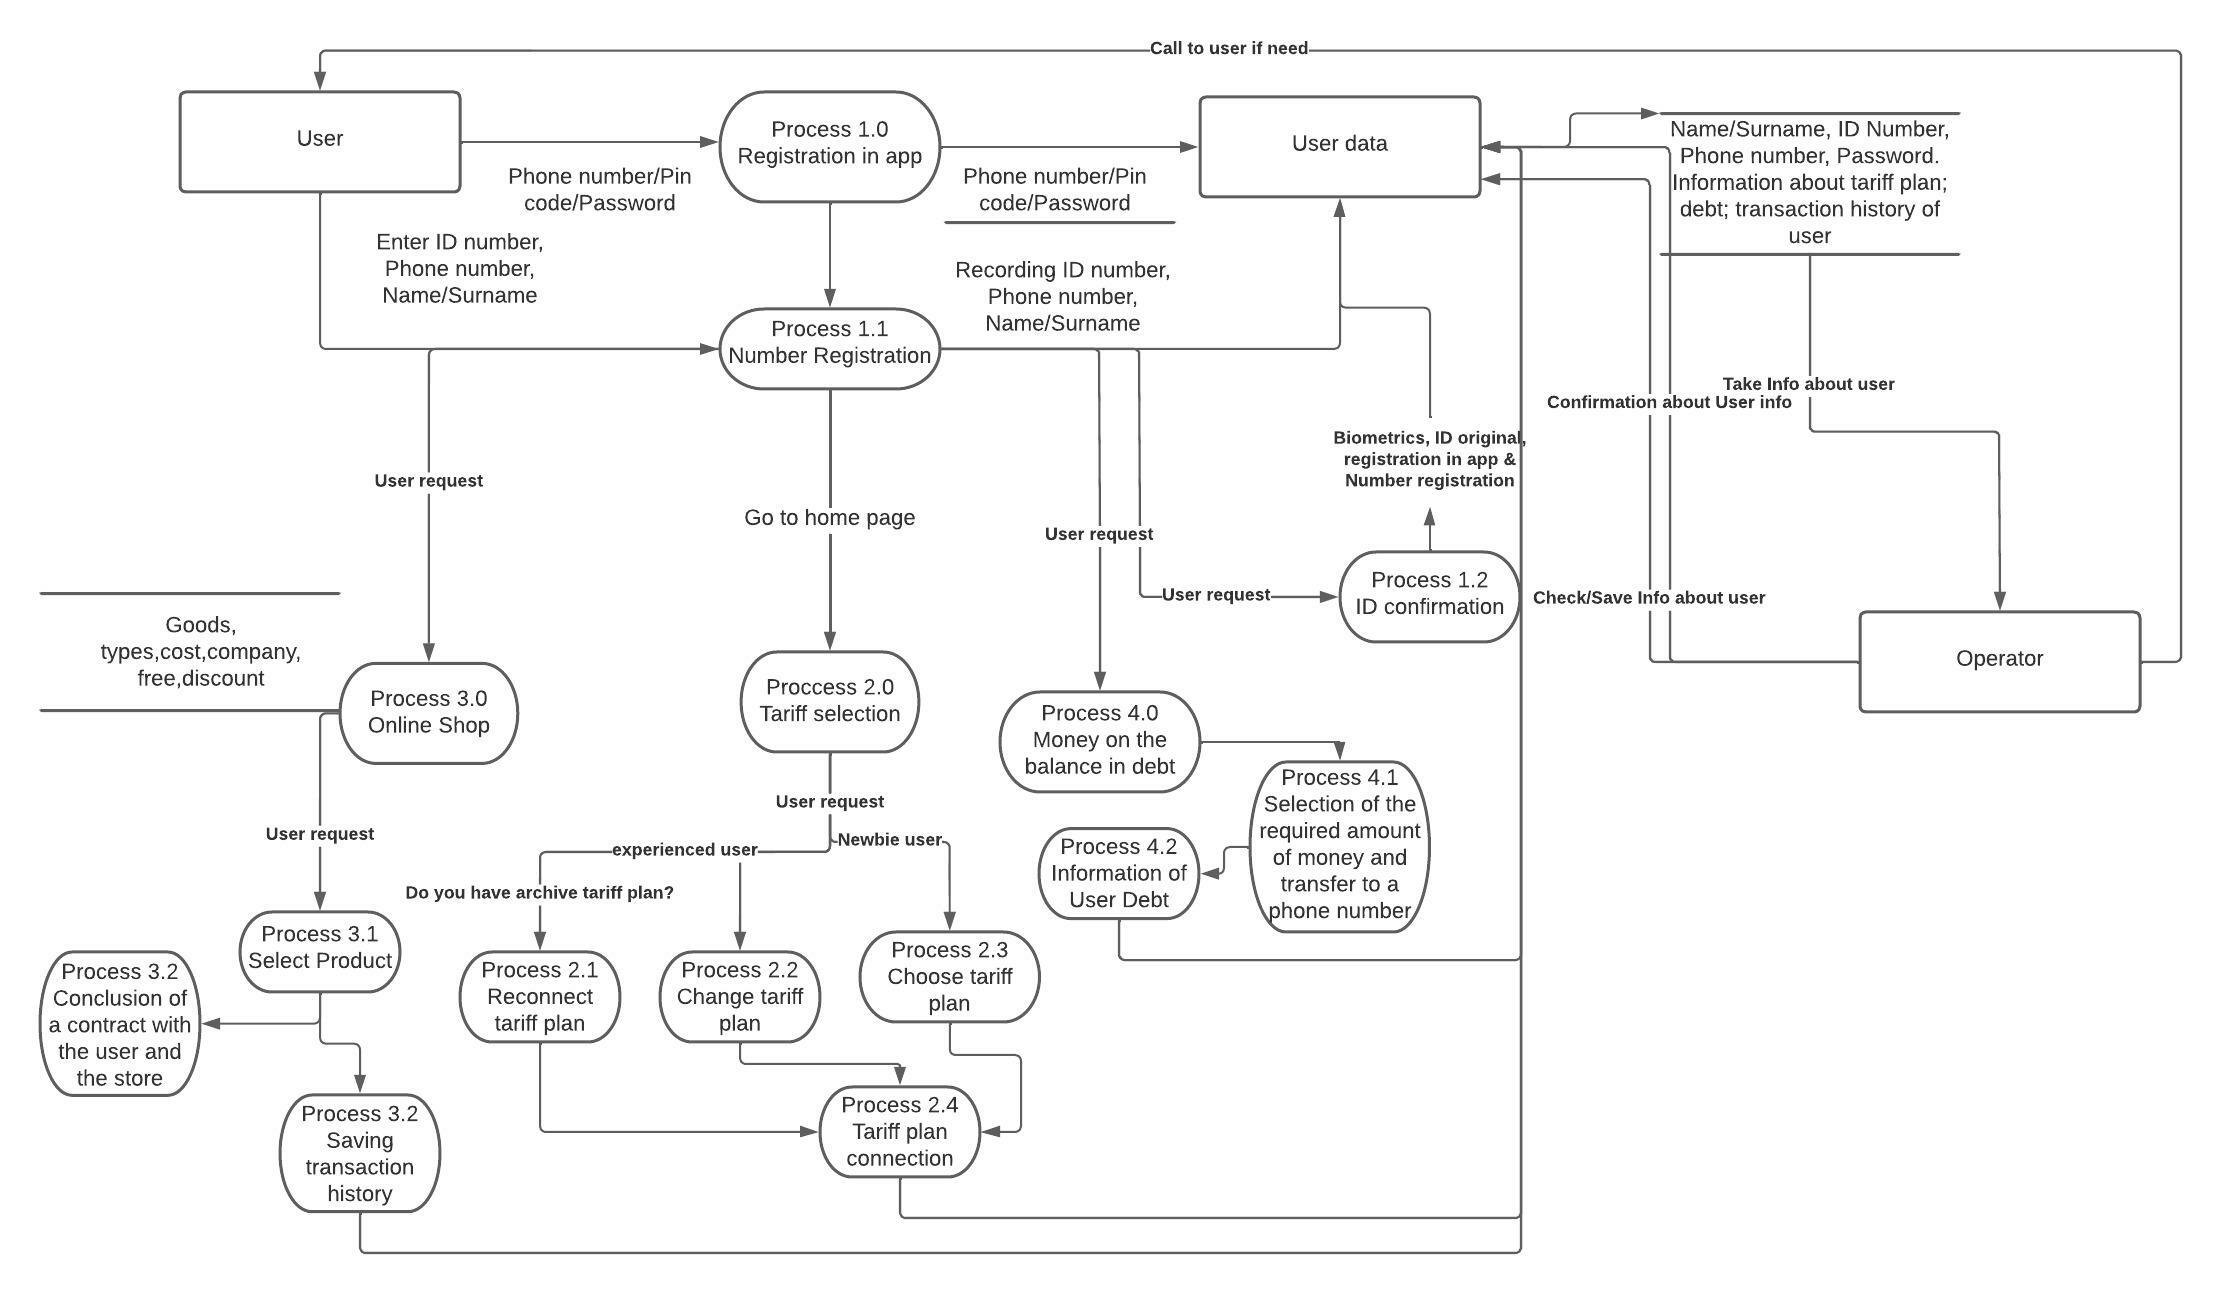 Call to user if need
User
Process 1.0
Registration in app
User data
Name/Surname, ID Number,
Phone number, Password.
Information about tariff plan;
debt; transaction history of
user
Phone number/Pin
code/Password
Phone number/Pin
code/Password
Enter ID number,
Phone number,
Name/Surname
Recording ID number,
Phone number,
Name/Surname
Process 1.1
Number Registration
Take Info about user
Confirmation about User info
Biometrics, ID original,
registration in app &
Number registration
User request
Go to home page
User request
Process 1.2
ID confirmation
User request
Check/Save Info about user
Operator
Goods,
types,cost,company,
free,discount
Process 3.0
Online Shop
Proccess 2.0
Tariff selection
Process 4.0
Money on the
balance in debt
Process 4.1
Selection of the
required amount
of money and
transfer to a
phone number
User request
User request
Newbie user
experienced user
Do you have archive tariff plan?
Process 4.2
Information of
User Debt
Process 3.1
Select Product
Process 3.2
Conclusion of
a contract with
the user and
the store
Process 2.1
Reconnect
tariff plan
Process 2.2
Change tariff
plan
Process 2.3
Choose tariff
plan
Process 3.2
Saving
transaction
history
Process 2.4
Tariff plan
connection